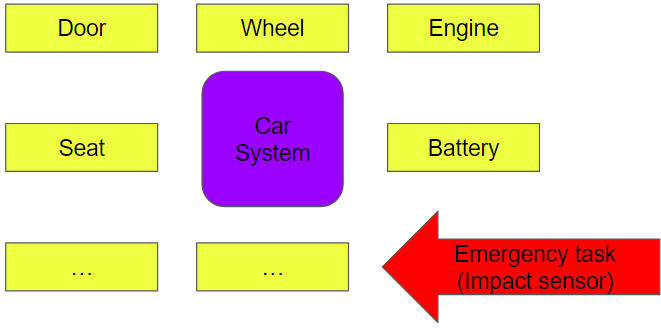 Door
Wheel
Engine
Seat
Car
System
Battery
…
…
Emergency task
(Impact sensor)